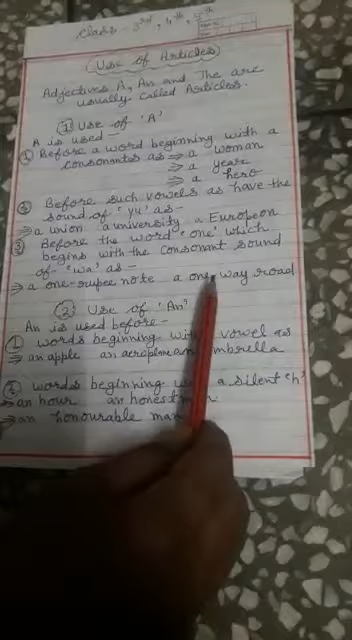 Class - 3rd, 4th, 5th
(Use of Articles)
Adjectives A, An and The are
usually called Articles.
① Use of 'A'
A is used -
① Before a word beginning with a
consonants as ⇒ a woman
⇒ a year
⇒ a hero
② Before such vowels as have the
sound of 'yu' as -
⇒ a union a university a European
③ Before the word 'one' which
begins with the consonant sound
of 'wa' as -
⇒ a one-rupee note a one way road
② Use of 'An'
An is used before -
① words beginning with vowel as
⇒ an apple an aeroplane an umbrella
② words beginning a silent 'h'
⇒ an hour an honest
⇒ an honourable man